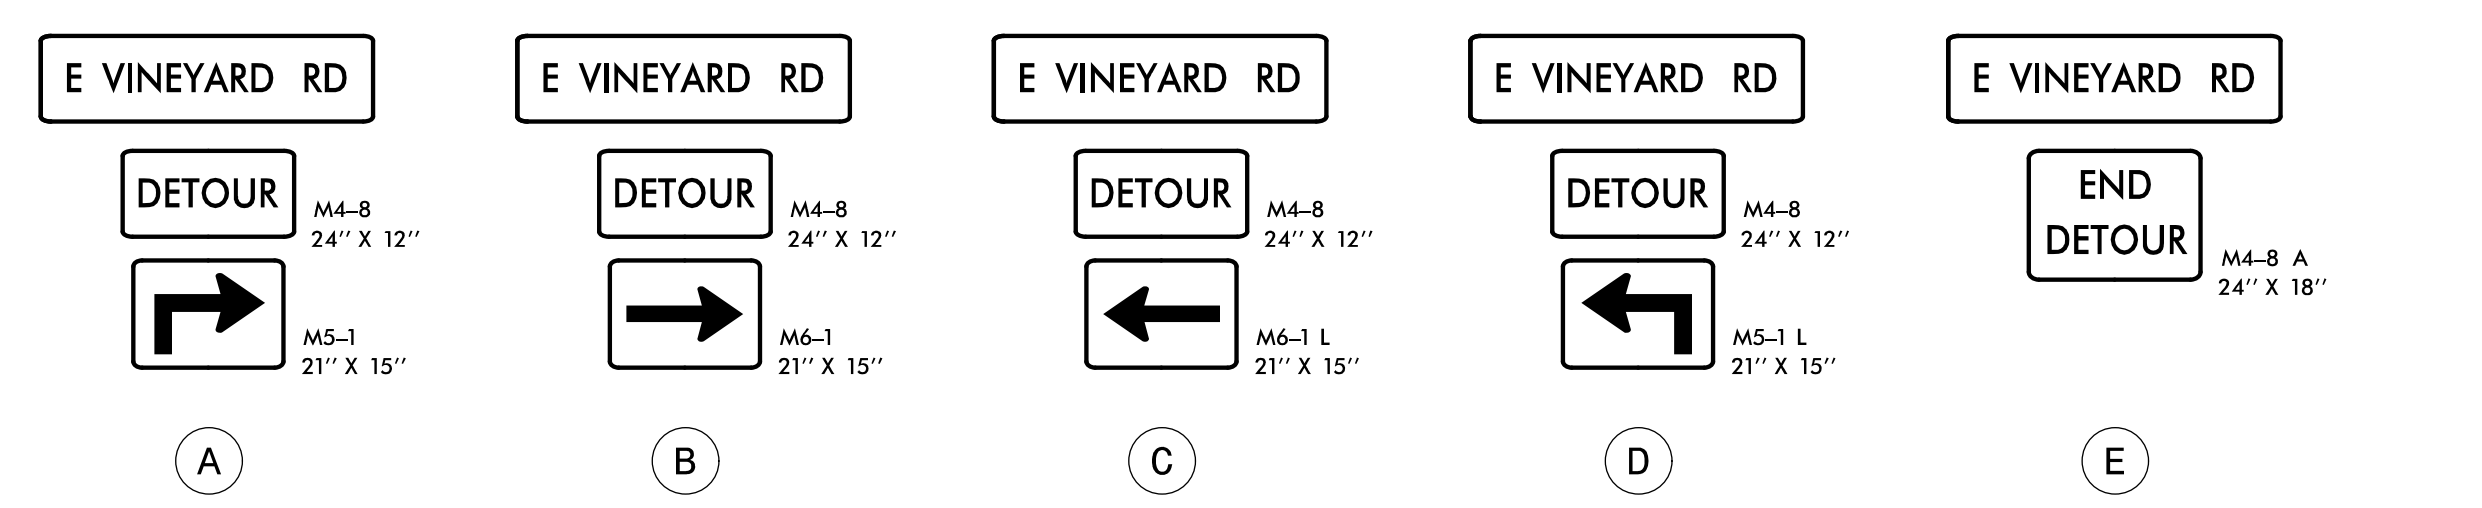 E VINEYARD RD
DETOUR
M4-8
24'' X 12''
M5-1
21'' X 15''
A
E VINEYARD RD
DETOUR
M4-8
24'' X 12''
M6-1
21'' X 15''
B
E VINEYARD RD
DETOUR
M4-8
24'' X 12''
M6-1 L
21'' X 15''
C
E VINEYARD RD
DETOUR
M4-8
24'' X 12''
M5-1 L
21'' X 15''
D
E VINEYARD RD
END
DETOUR
M4-8 A
24'' X 18''
E